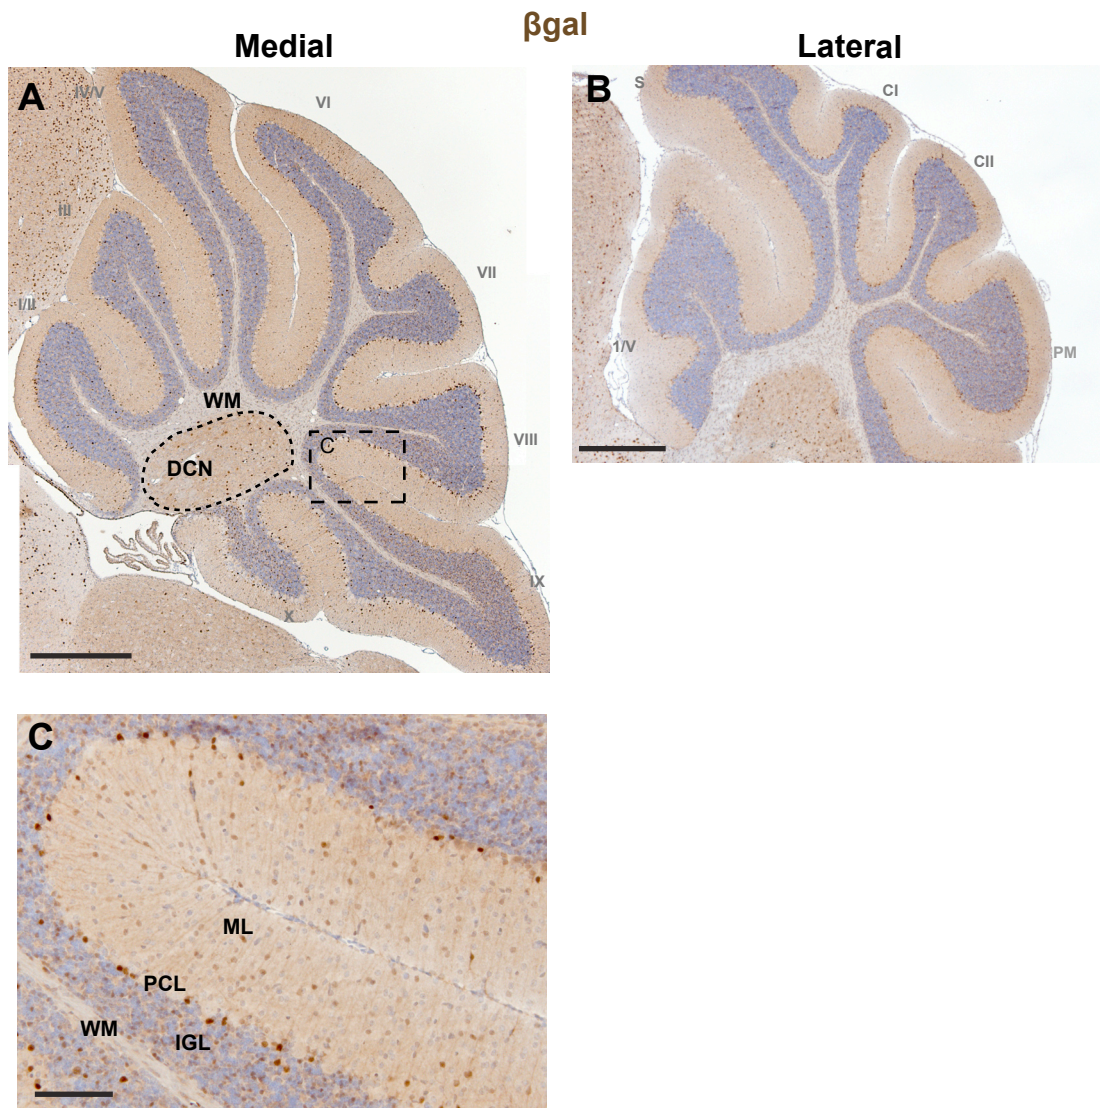 βgal
Medial
Lateral
A
IV/V
VI
III
VII
I/II
WM
DCN
C
VIII
IX
X
B
S
CI
CII
1/V
PM
C
ML
PCL
WM
IGL